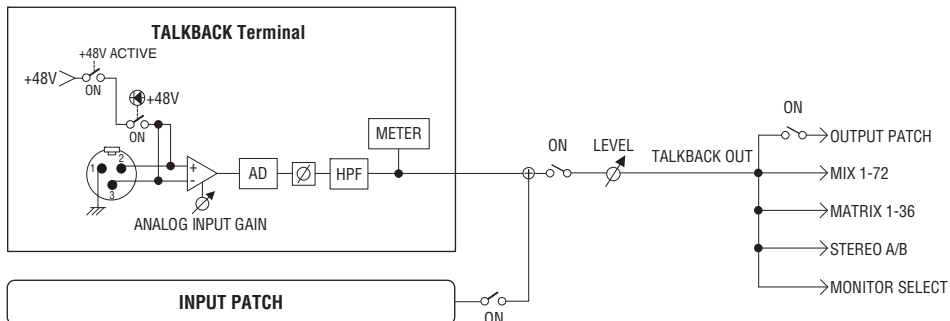 TALKBACK Terminal
+48V ACTIVE
+48V
ON
+48V
ON
1
2
3
+
-
ANALOG INPUT GAIN
AD
Ø
HPF
METER
ON
LEVEL
TALKBACK OUT
ON
OUTPUT PATCH
MIX 1-72
MATRIX 1-36
STEREO A/B
MONITOR SELECT
INPUT PATCH
ON